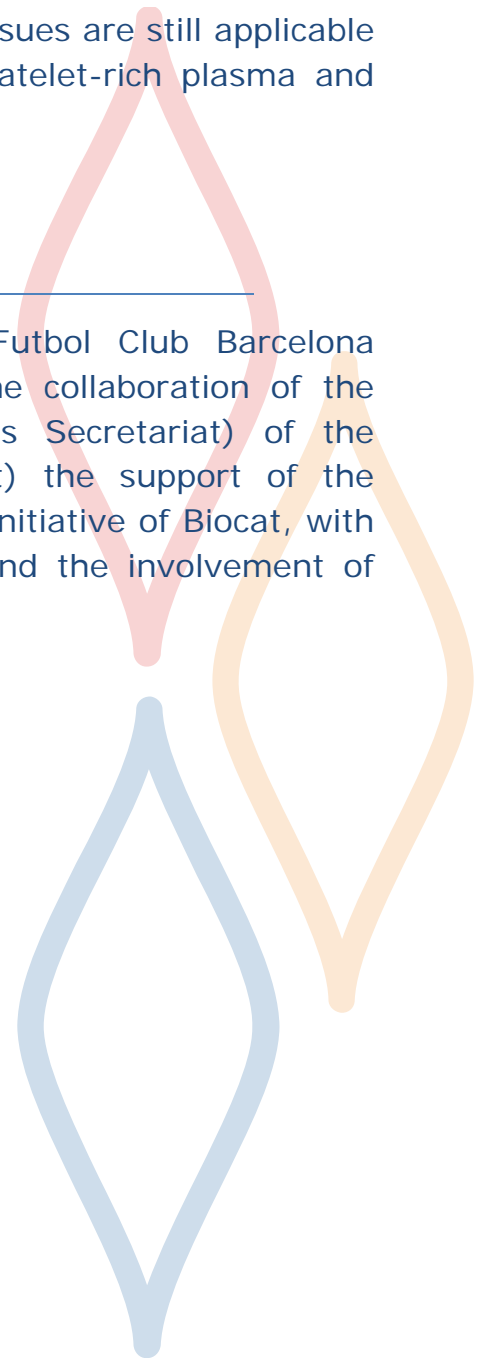 sues are still applicable
atelet-rich plasma and
Futbol Club Barcelona
ne collaboration of the
s Secretariat) of the
t) the support of the
nitiative of Biocat, with
nd the involvement of